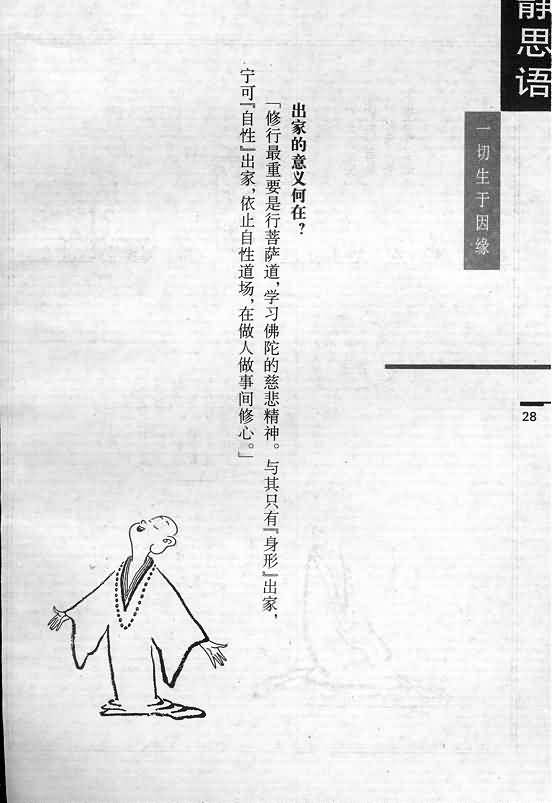 静思语
一切生于因缘
28
出家的意义何在？
「修行最重要是行菩萨道，学习佛陀的慈悲精神。与其只有『身形』出家，
宁可『自性』出家，依止自性道场，在做人做事间修心。」